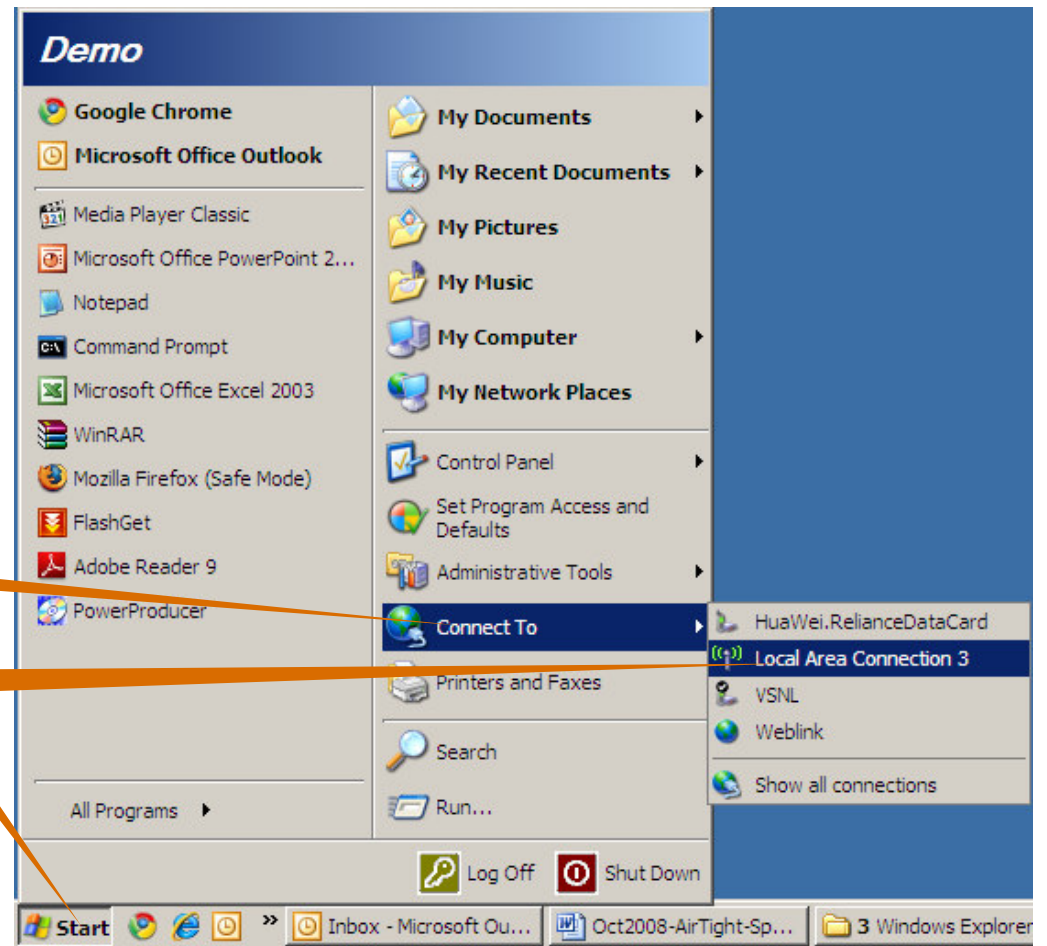 Demo
Google Chrome
Microsoft Office Outlook
Media Player Classic
Microsoft Office PowerPoint 2...
Notepad
Command Prompt
Microsoft Office Excel 2003
WinRAR
Mozilla Firefox (Safe Mode)
FlashGet
Adobe Reader 9
PowerProducer
All Programs
My Documents
My Recent Documents
My Pictures
My Music
My Computer
My Network Places
Control Panel
Set Program Access and
Defaults
Administrative Tools
Connect To
Printers and Faxes
Search
Run...
HuaWei.RelianceDataCard
Local Area Connection 3
VSNL
Weblink
Show all connections
Log Off
Shut Down
Start
»
Inbox - Microsoft Ou...
Oct2008-AirTight-Sp...
3 Windows Explorer